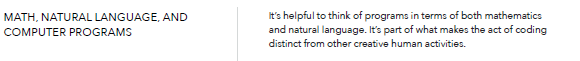 MATH, NATURAL LANGUAGE, AND
COMPUTER PROGRAMS
It's helpful to think of programs in terms of both mathematics
and natural language. It's part of what makes the act of coding
distinct from other creative human activities.